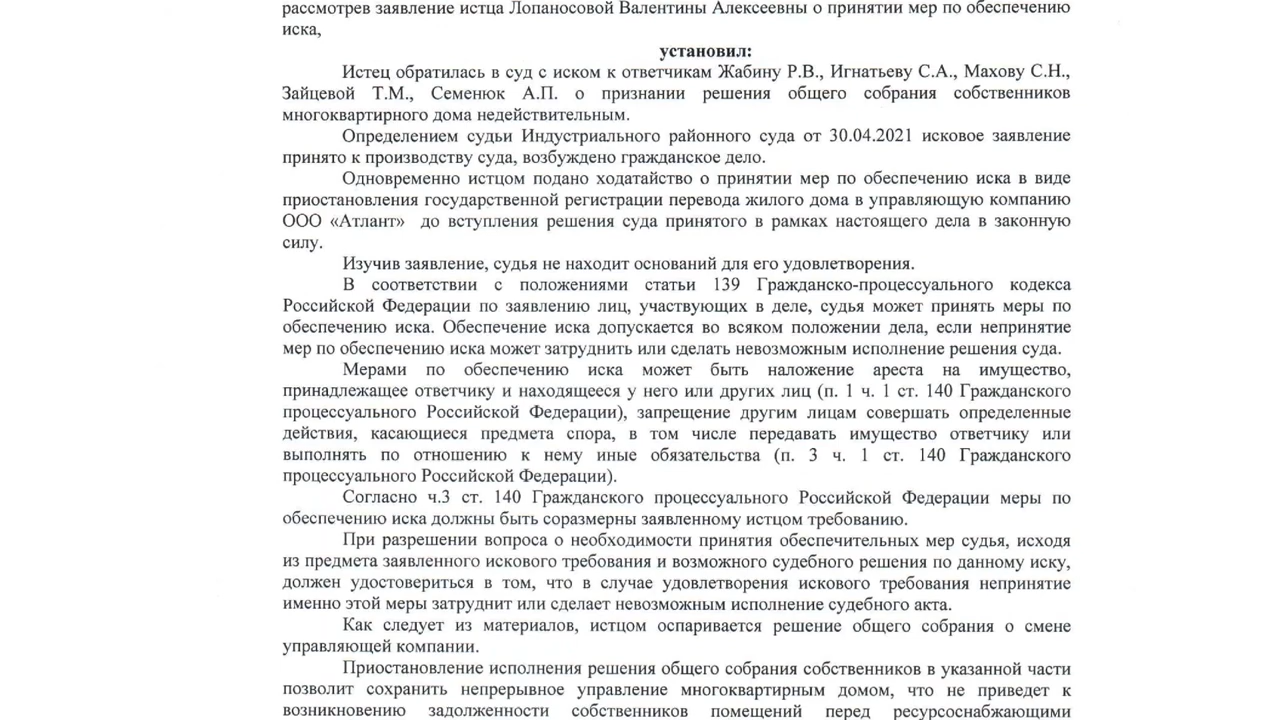 рассмотрев заявление истца Лопаносовой Валентины Алексеевны о принятии мер по обеспечению
иска,
установил:
Истец обратилась в суд с иском к ответчикам Жабину Р.В., Игнатьеву С.А., Махову С.Н.,
Зайцевой Т.М., Семенюк А.П. о признании решения общего собрания собственников
многоквартирного дома недействительным.
Определением судьи Индустриального районного суда от 30.04.2021 исковое заявление
принято к производству суда, возбуждено гражданское дело.
Одновременно истцом подано ходатайство о принятии мер по обеспечению иска в виде
приостановления государственной регистрации перевода жилого дома в управляющую компанию
ООО «Атлант» до вступления решения суда принятого в рамках настоящего дела в законную
силу.
Изучив заявление, судья не находит оснований для его удовлетворения.
В соответствии с положениями статьи 139 Гражданско-процессуального кодекса
Российской Федерации по заявлению лиц, участвующих в деле, судья может принять меры по
обеспечению иска. Обеспечение иска допускается во всяком положении дела, если непринятие
мер по обеспечению иска может затруднить или сделать невозможным исполнение решения суда.
Мерами по обеспечению иска может быть наложение ареста на имущество,
принадлежащее ответчику и находящееся у него или других лиц (п. 1 ч. 1 ст. 140 Гражданского
процессуального Российской Федерации), запрещение другим лицам совершать определенные
действия, касающиеся предмета спора, в том числе передавать имущество ответчику или
выполнять по отношению к нему иные обязательства (п. 3 ч. 1 ст. 140 Гражданского
процессуального Российской Федерации).
Согласно ч.3 ст. 140 Гражданского процессуального Российской Федерации меры по
обеспечению иска должны быть соразмерны заявленному истцом требованию.
При разрешении вопроса о необходимости принятия обеспечительных мер судья, исходя
из предмета заявленного искового требования и возможного судебного решения по данному иску,
должен удостовериться в том, что в случае удовлетворения искового требования непринятие
именно этой меры затруднит или сделает невозможным исполнение судебного акта.
Как следует из материалов, истцом оспаривается решение общего собрания о смене
управляющей компании.
Приостановление исполнения решения общего собрания собственников в указанной части
позволит сохранить непрерывное управление многоквартирным домом, что не приведет к
возникновению задолженности собственников помещений перед ресурсоснабжающими